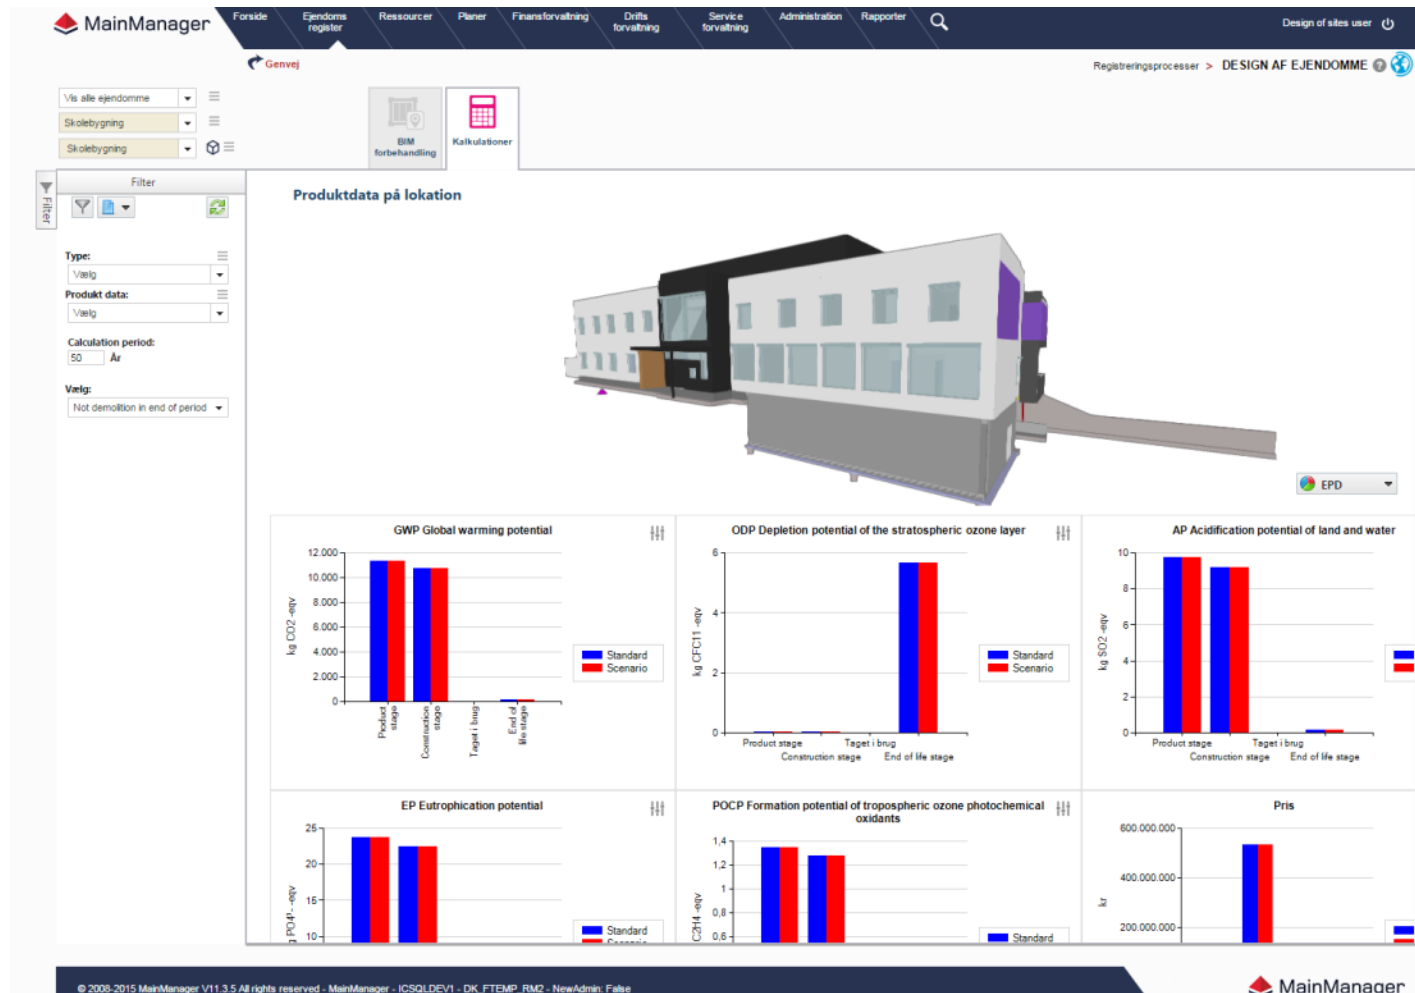 MainManager
Forside
Ejendoms
register
Ressourcer
Planer
Finansforvaltning
Drifts
forvaltning
Service
forvaltning
Administration
Rapporter
Design of sites user
Genvej
Registreringsprocesser > DESIGN AF EJENDOMME
Vis alle ejendomme
Skolebygning
Skolebygning
BIM
forbehandling
Kalkulationer
Filter
Filter
Type:
Vælg
Produkt data:
Vælg
Calculation period:
50 År
Vælg:
Not demolition in end of period
Produktdata på lokation
EPD
GWP Global warming potential
12.000
10.000
8.000
6.000
4.000
2.000
0
kg CO2 -eqv
Product
stage
Construction
stage
Taget i brug
End of
life stage
Standard
Scenario
ODP Depletion potential of the stratospheric ozone layer
6
4
2
0
kg CFC11 -eqv
Product stage
Construction stage
Taget i brug
End of life stage
Standard
Scenario
AP Acidification potential of land and water
10
8
6
4
2
0
kg SO2 -eqv
Product stage
Construction stage
Taget i brug
End of life stage
EP Eutrophication potential
25
20
15
10
PO4³- -eqv
Standard
POCP Formation potential of tropospheric ozone photochemical
oxidants
1,4
1,2
1
0,8
0,6
C2H4 -eqv
Standard
Pris
600.000.000
400.000.000
200.000.000
kr
© 2008-2015 MainManager V11.3.5 All rights reserved - MainManager - ICSQLDEV1 - DK_FTEMP_RM2 - NewAdmin: False
MainManager